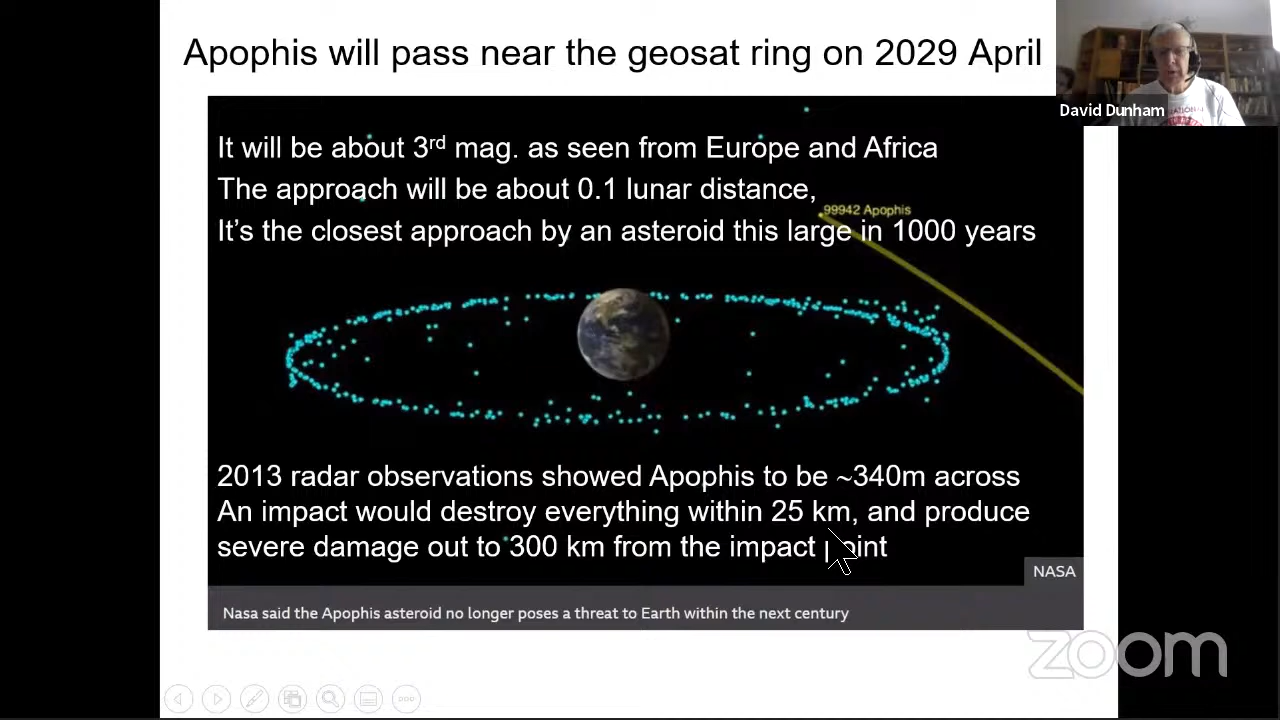 Apophis will pass near the geosat ring on 2029 April
David Dunham
It will be about 3rd mag. as seen from Europe and Africa
The approach will be about 0.1 lunar distance,
99942 Apophis
It's the closest approach by an asteroid this large in 1000 years
2013 radar observations showed Apophis to be ~340m across
An impact would destroy everything within 25 km, and produce
severe damage out to 300 km from the impact point
NASA
Nasa said the Apophis asteroid no longer poses a threat to Earth within the next century
zoom